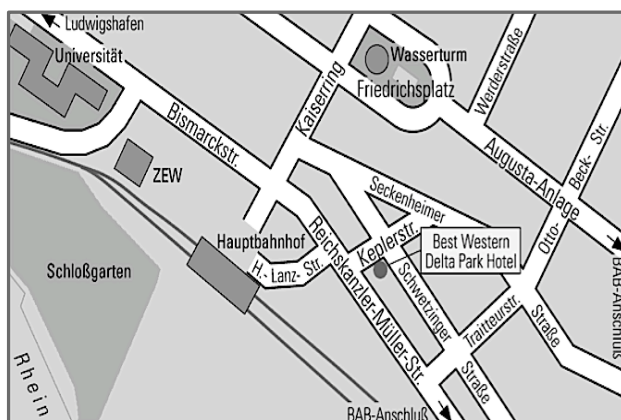 Ludwigshafen
Universität
Wasserturm
Friedrichsplatz
Werderstraße
Kaiserring
Bismarckstr.
ZEW
Augusta-Anlage
Otto-Beck-Str.
Seckenheimer
Straße
Hauptbahnhof
Reichskanzler-Müller-Str.
Keplerstr.
Best Western
Delta Park Hotel
H.-Lanz-Str.
Schloßgarten
Schwetzinger
Straße
Traitteurstr.
BAB-Anschluß
Rhein
BAB-Anschluß